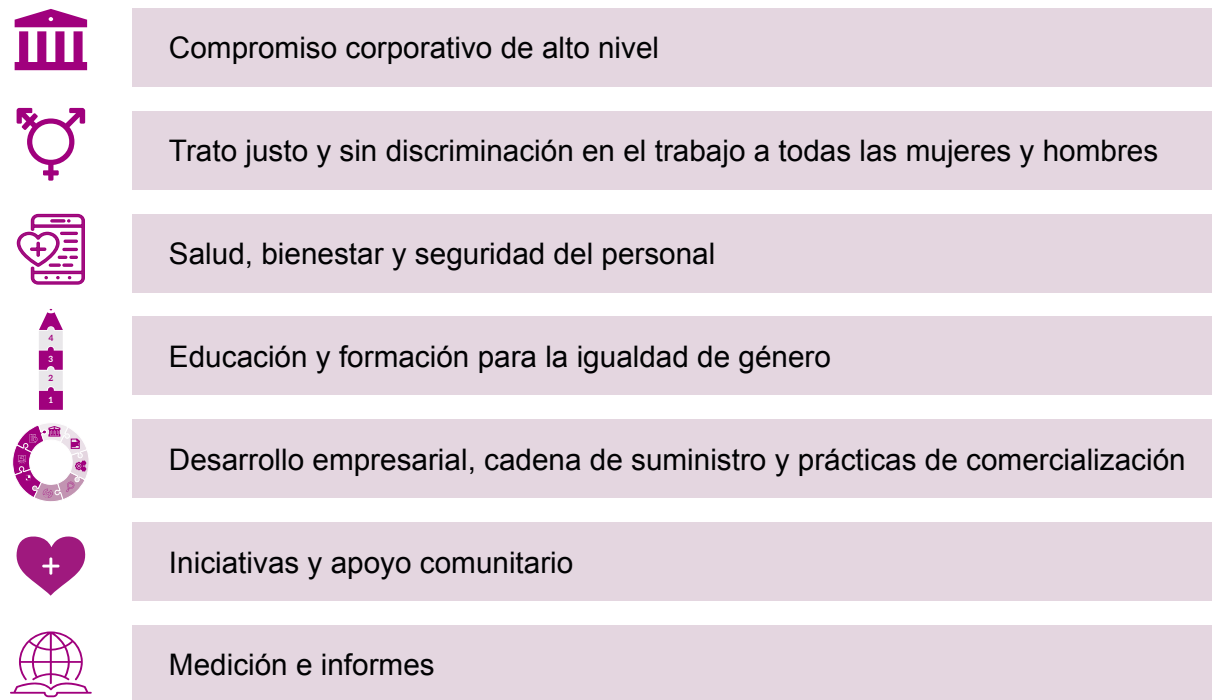 Compromiso corporativo de alto nivel
Trato justo y sin discriminación en el trabajo a todas las mujeres y hombres
Salud, bienestar y seguridad del personal
4
3
2
1
Educación y formación para la igualdad de género
Desarrollo empresarial, cadena de suministro y prácticas de comercialización
Iniciativas y apoyo comunitario
Medición e informes